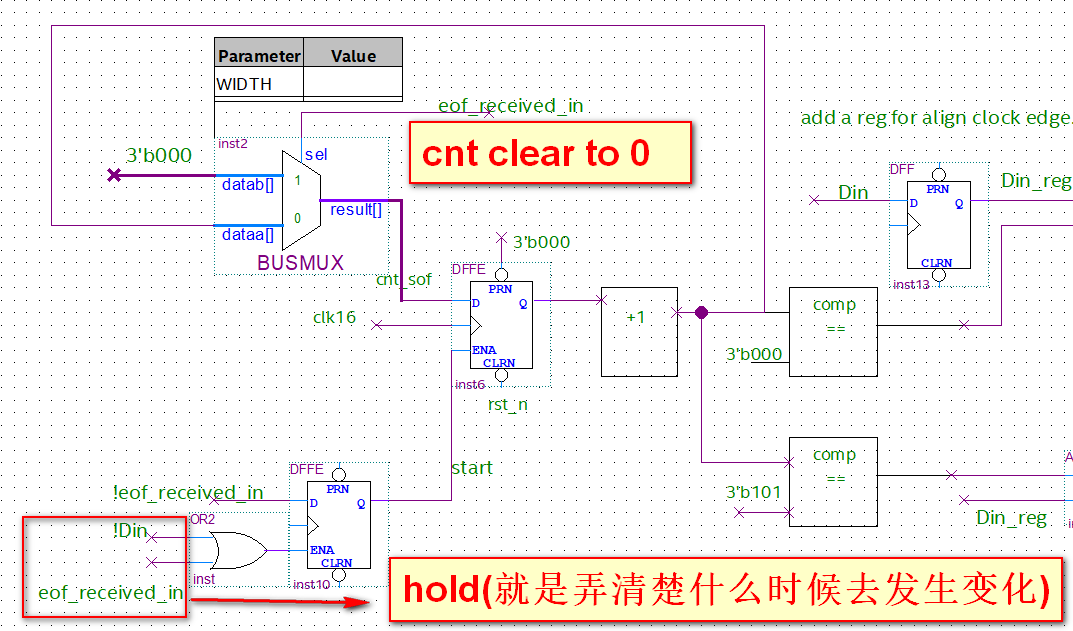 Parameter Value
WIDTH
eof_received_in
add a reg for align clock edge.
inst2
sel
3'b000
datab[]
1
cnt clear to 0
result[]
0
dataa[]
BUSMUX
DFF
PRN
Din
D
Q
Din_reg
CLRN
inst13
3'b000
DFFE
PRN
cnt_sof
D
Q
clk16
ENA
CLRN
inst6
rst_n
+1
comp
==
3'b000
comp
==
3'b101
Din_reg
A
start
DFFE
PRN
!eof_received_in
D
Q
OR2
!Din
ENA
CLRN
inst
inst10
eof_received_in
hold(就是弄清楚什么时候去发生变化)